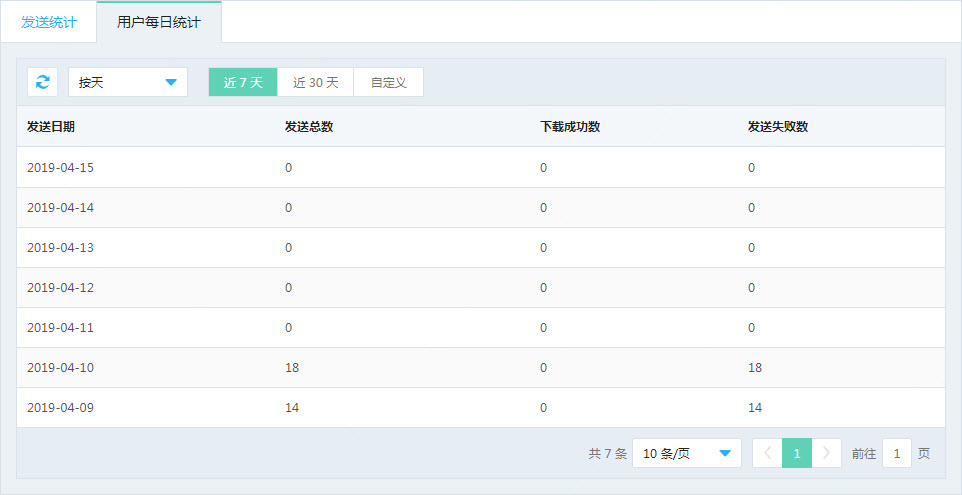 发送统计 用户每日统计
按天 近 7 天 近 30 天 自定义
发送日期 发送总数 下载成功数 发送失败数
2019-04-15 0 0 0
2019-04-14 0 0 0
2019-04-13 0 0 0
2019-04-12 0 0 0
2019-04-11 0 0 0
2019-04-10 18 0 18
2019-04-09 14 0 14
共 7 条 10 条/页 1 前往 1 页